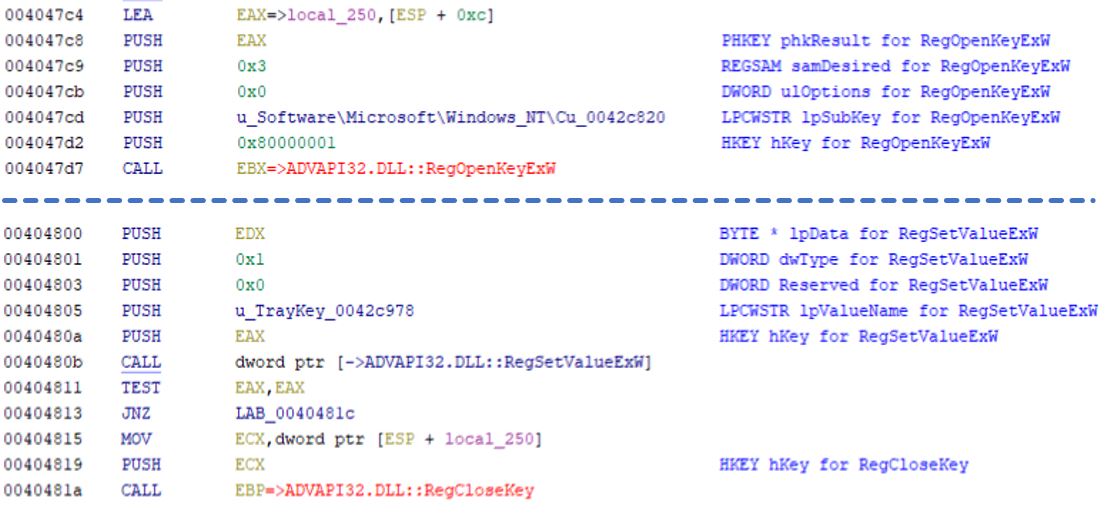 004047c4 LEA EAX=>local_250,[ESP + 0xc]
004047c8 PUSH EAX PHKEY phkResult for RegOpenKeyExW
004047c9 PUSH 0x3 REGSAM samDesired for RegOpenKeyExW
004047cb PUSH 0x0 DWORD ulOptions for RegOpenKeyExW
004047cd PUSH u_Software\Microsoft\Windows_NT\Cu_0042c820 LPCWSTR lpSubKey for RegOpenKeyExW
004047d2 PUSH 0x80000001 HKEY hKey for RegOpenKeyExW
004047d7 CALL EBX=>ADVAPI32.DLL::RegOpenKeyExW
00404800 PUSH EDX BYTE * lpData for RegSetValueExW
00404801 PUSH 0x1 DWORD dwType for RegSetValueExW
00404803 PUSH 0x0 DWORD Reserved for RegSetValueExW
00404805 PUSH u_TrayKey_0042c978 LPCWSTR lpValueName for RegSetValueExW
0040480a PUSH EAX HKEY hKey for RegSetValueExW
0040480b CALL dword ptr [->ADVAPI32.DLL::RegSetValueExW]
00404811 TEST EAX,EAX
00404813 JNZ LAB_0040481c
00404815 MOV ECX,dword ptr [ESP + local_250]
00404819 PUSH ECX HKEY hKey for RegCloseKey
0040481a CALL EBP=>ADVAPI32.DLL::RegCloseKey